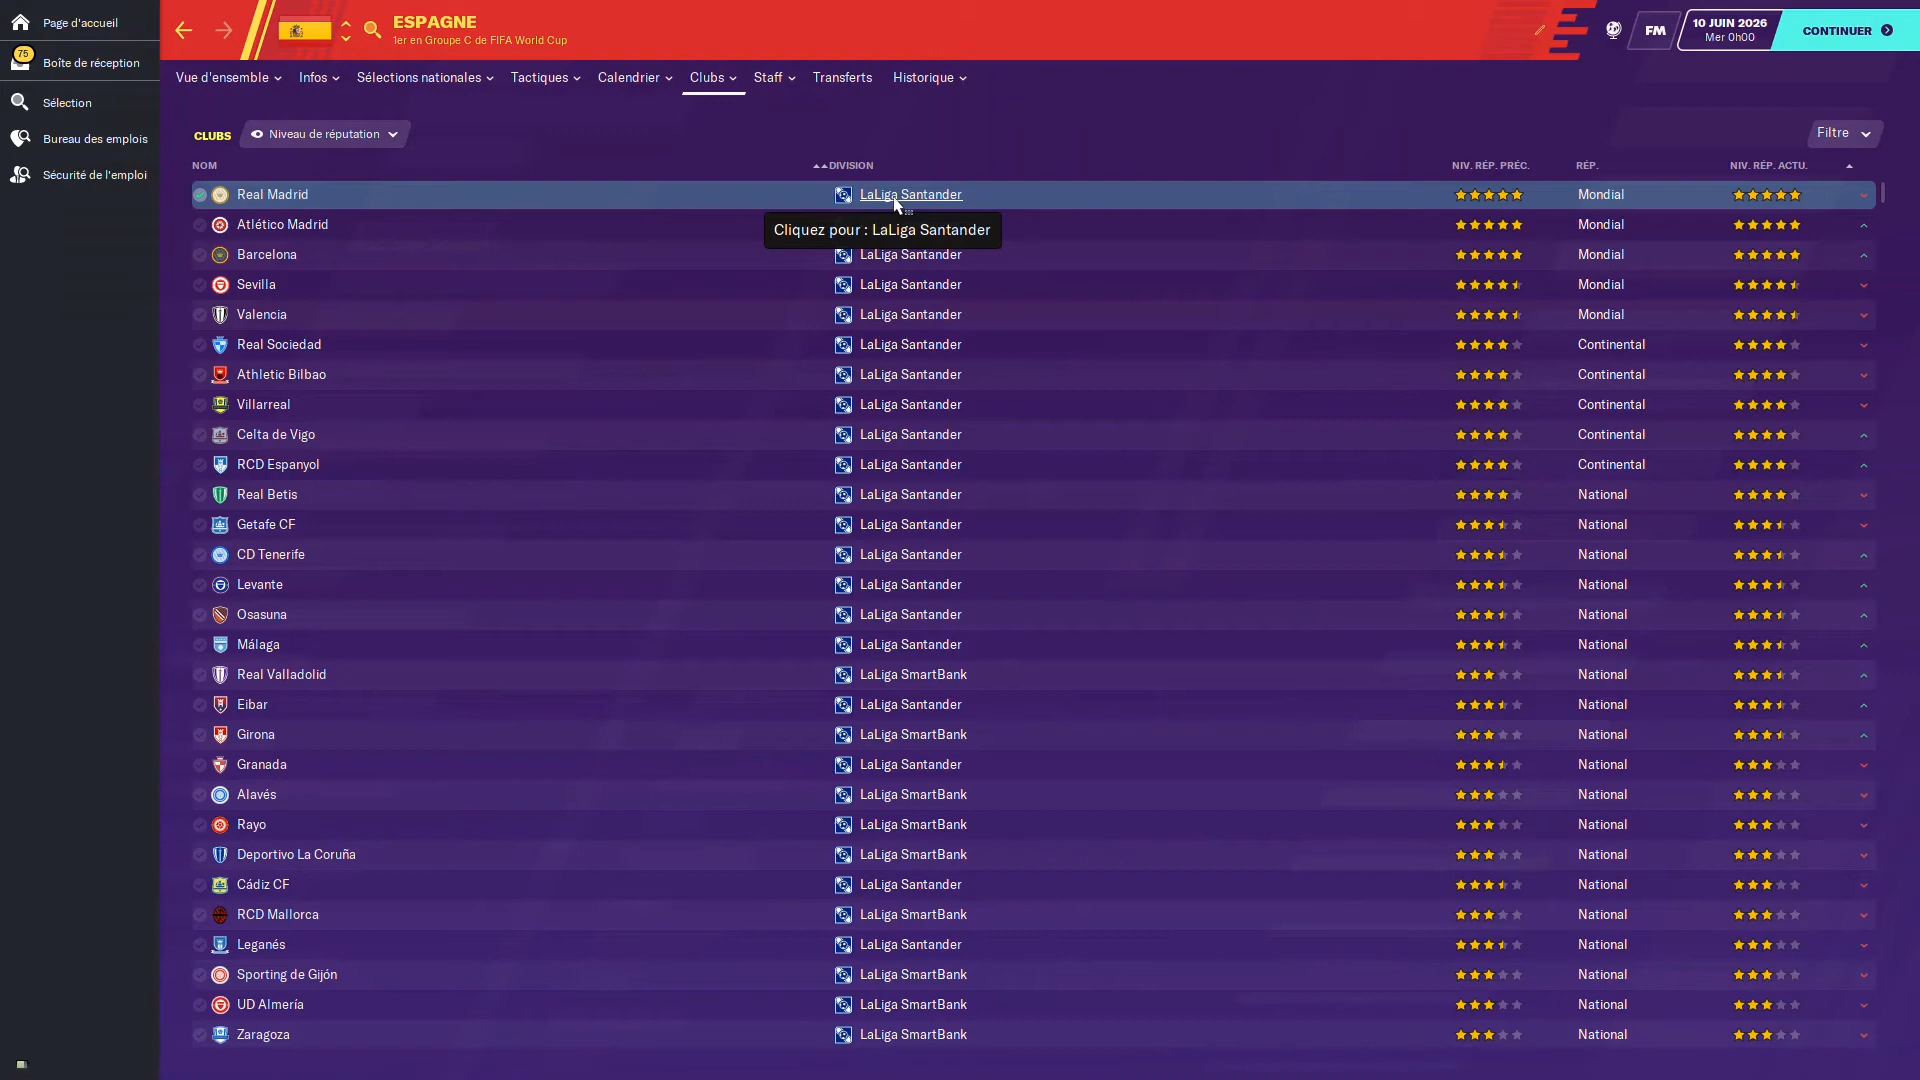 Page d'accueil
75
Boîte de réception
Sélection
Bureau des emplois
Sécurité de l'emploi
ESPAGNE
1er en Groupe C de FIFA World Cup
FM
10 JUIN 2026
Mer 0h00
CONTINUER
Vue d'ensemble Infos Sélections nationales Tactiques Calendrier Clubs Staff Transferts Historique
CLUBS Niveau de réputation Filtre
NOM DIVISION NIV. RÉP. PRÉC. RÉP. NIV. RÉP. ACTU.
Real Madrid LaLiga Santander Mondial
Atlético Madrid Mondial
Cliquez pour : LaLiga Santander
Barcelona LaLiga Santander Mondial
Sevilla LaLiga Santander Mondial
Valencia LaLiga Santander Mondial
Real Sociedad LaLiga Santander Continental
Athletic Bilbao LaLiga Santander Continental
Villarreal LaLiga Santander Continental
Celta de Vigo LaLiga Santander Continental
RCD Espanyol LaLiga Santander Continental
Real Betis LaLiga Santander National
Getafe CF LaLiga Santander National
CD Tenerife LaLiga Santander National
Levante LaLiga Santander National
Osasuna LaLiga Santander National
Málaga LaLiga Santander National
Real Valladolid LaLiga SmartBank National
Eibar LaLiga Santander National
Girona LaLiga SmartBank National
Granada LaLiga Santander National
Alavés LaLiga SmartBank National
Rayo LaLiga SmartBank National
Deportivo La Coruña LaLiga SmartBank National
Cádiz CF LaLiga Santander National
RCD Mallorca LaLiga SmartBank National
Leganés LaLiga Santander National
Sporting de Gijón LaLiga SmartBank National
UD Almería LaLiga SmartBank National
Zaragoza LaLiga SmartBank National